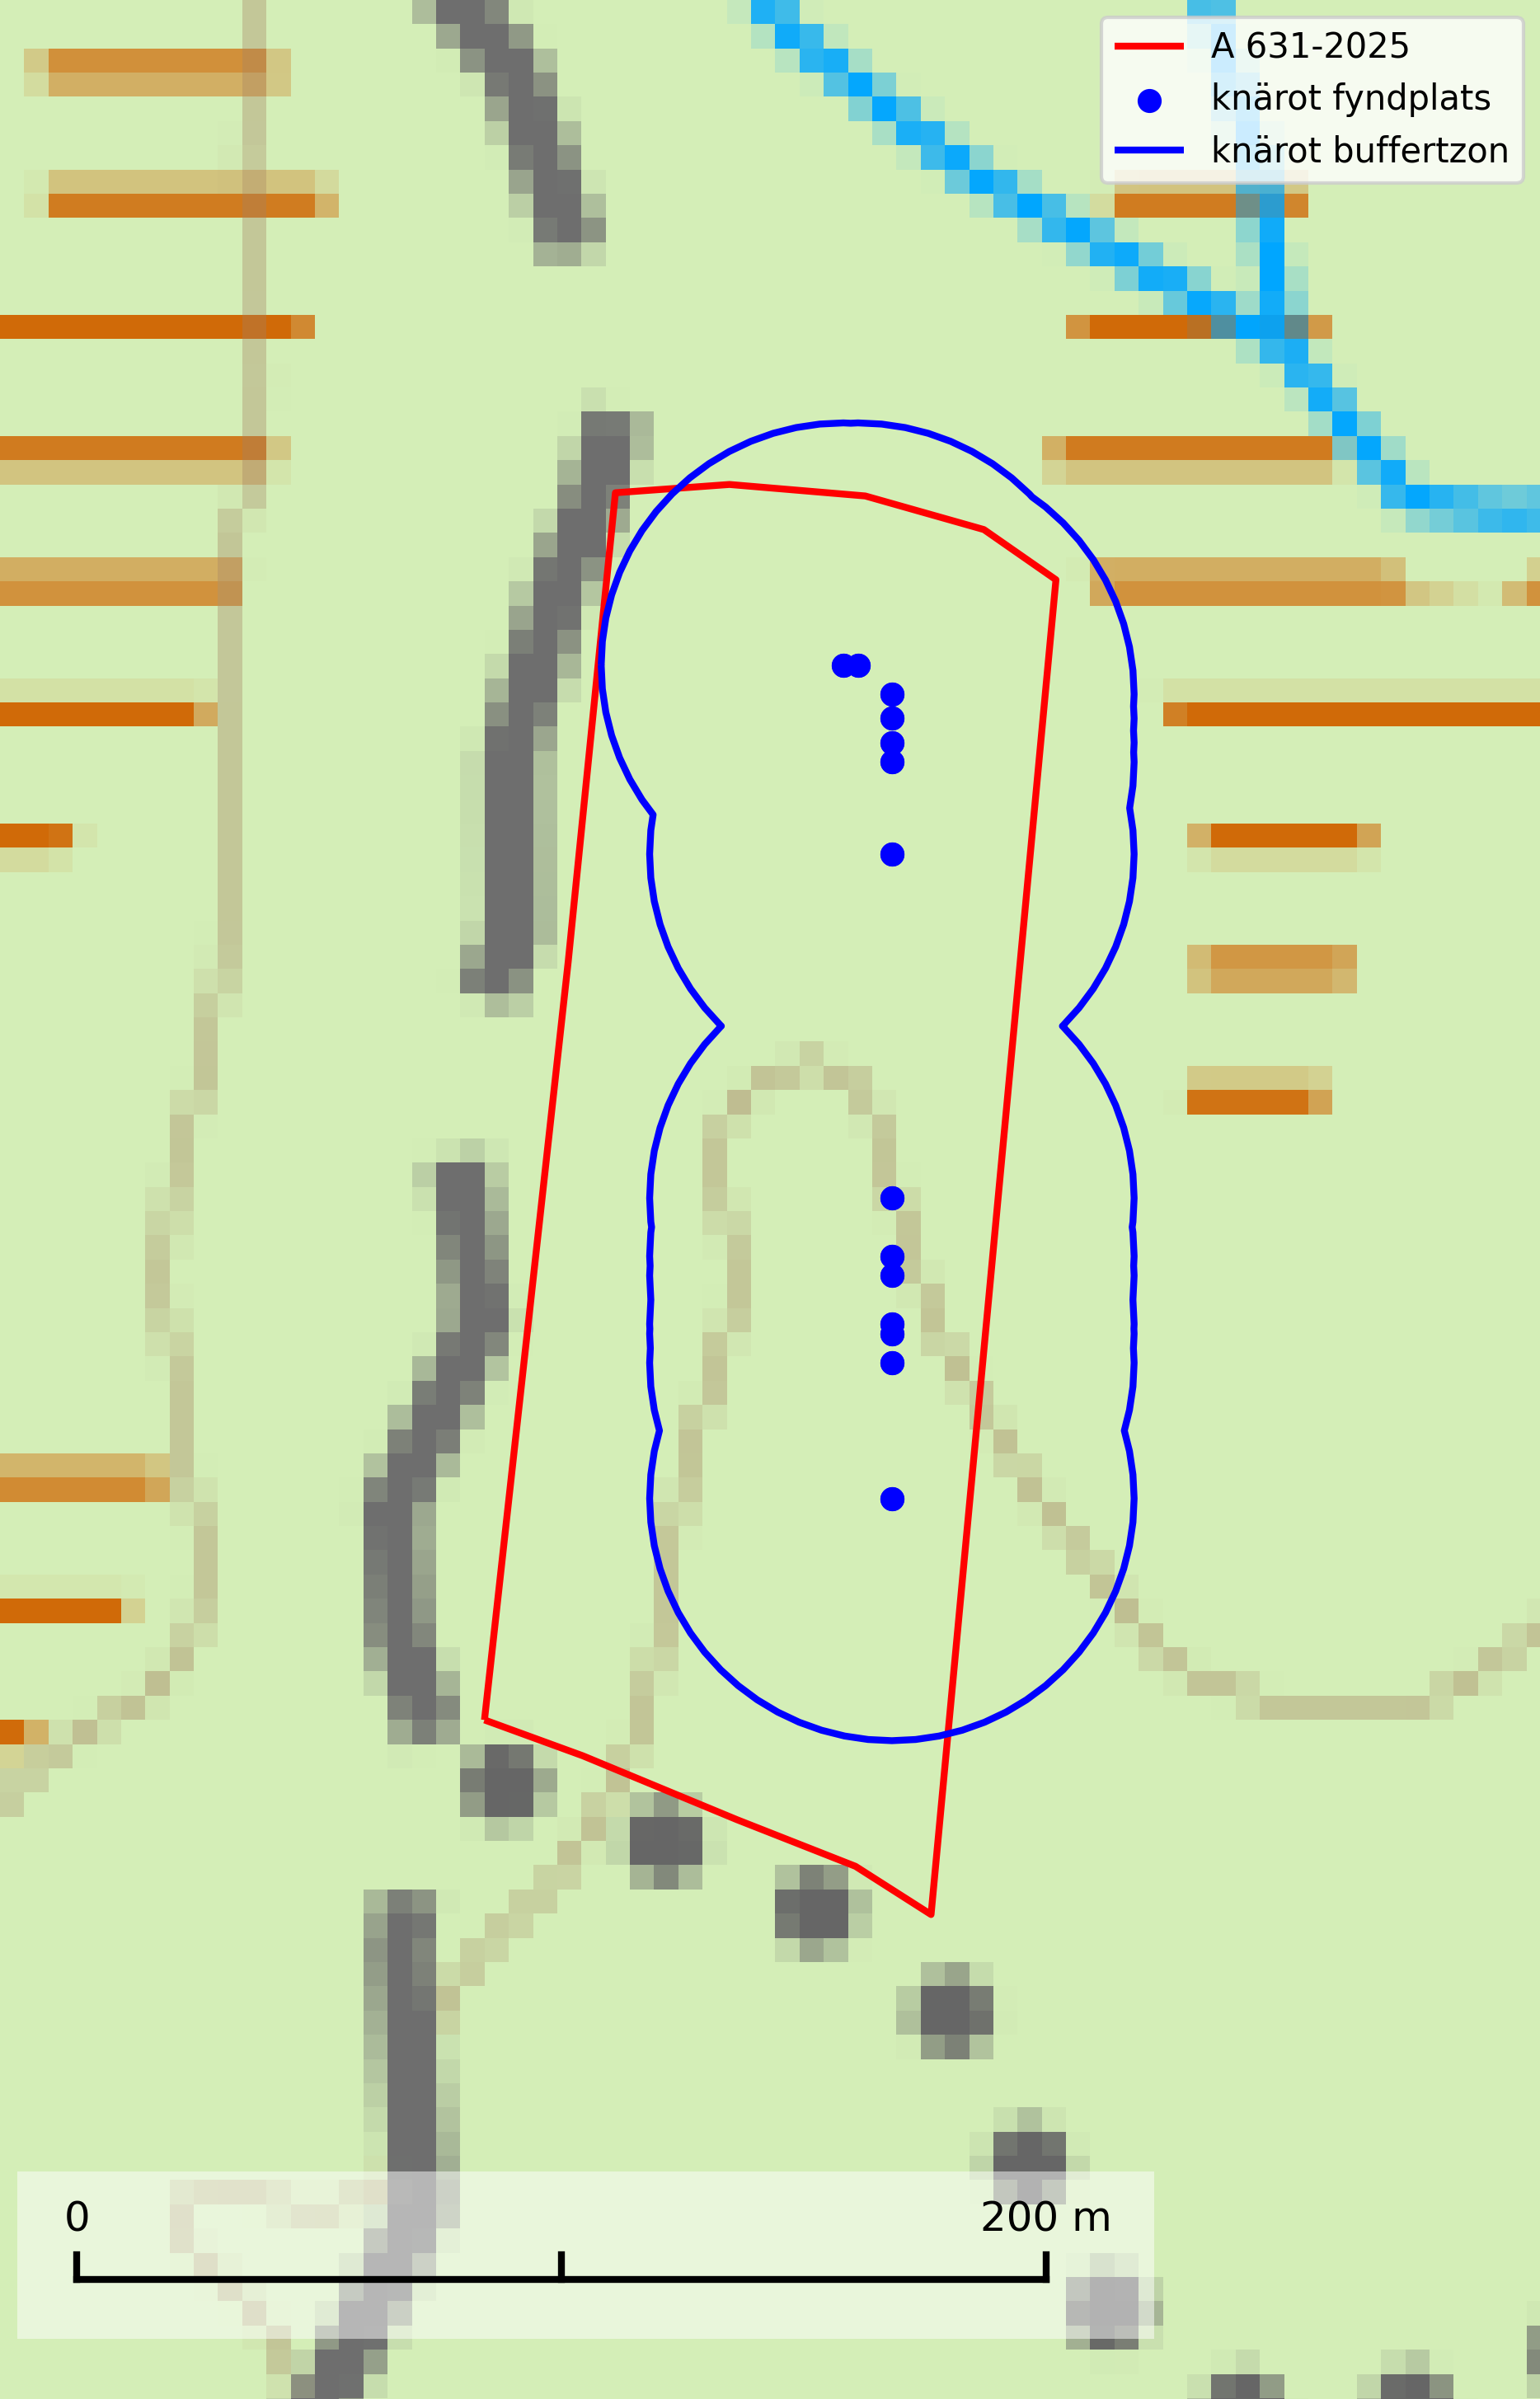 A 631-2025
knärot fyndplats
knärot buffertzon
0
200 m